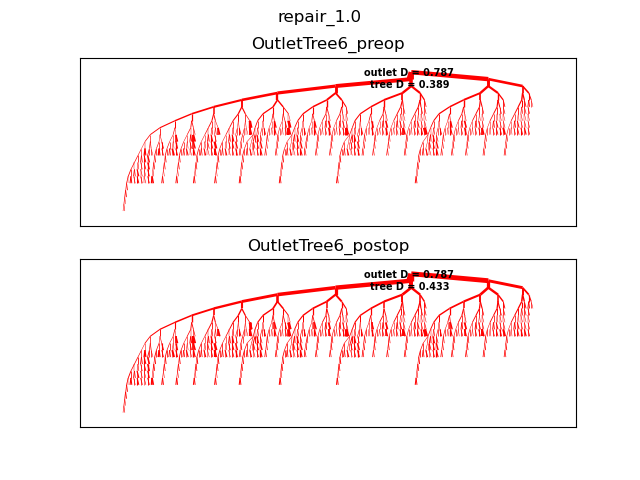 repair_1.0
OutletTree6_preop
outlet D = 0.787
tree D = 0.389
OutletTree6_postop
outlet D = 0.787
tree D = 0.433